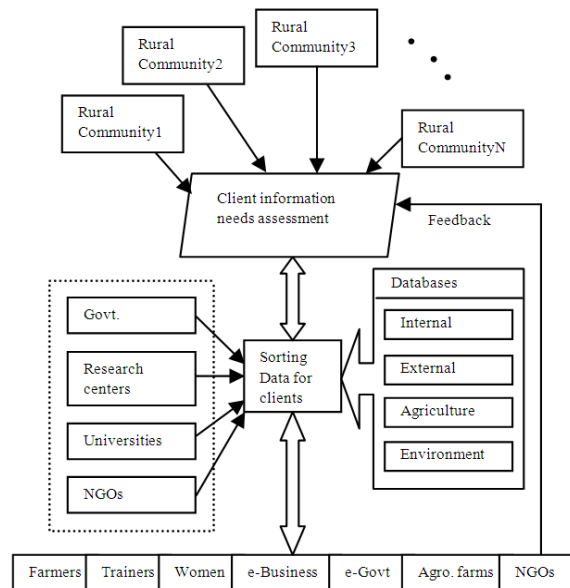 Rural
Community3
Rural
Community2
Rural
Community1
Rural
CommunityN
Client information
needs assessment
Feedback
Databases
Govt.
Internal
Research
centers
Sorting
Data for
clients
External
Universities
Agriculture
NGOs
Environment
Farmers Trainers Women e-Business e-Govt Agro. farms NGOs